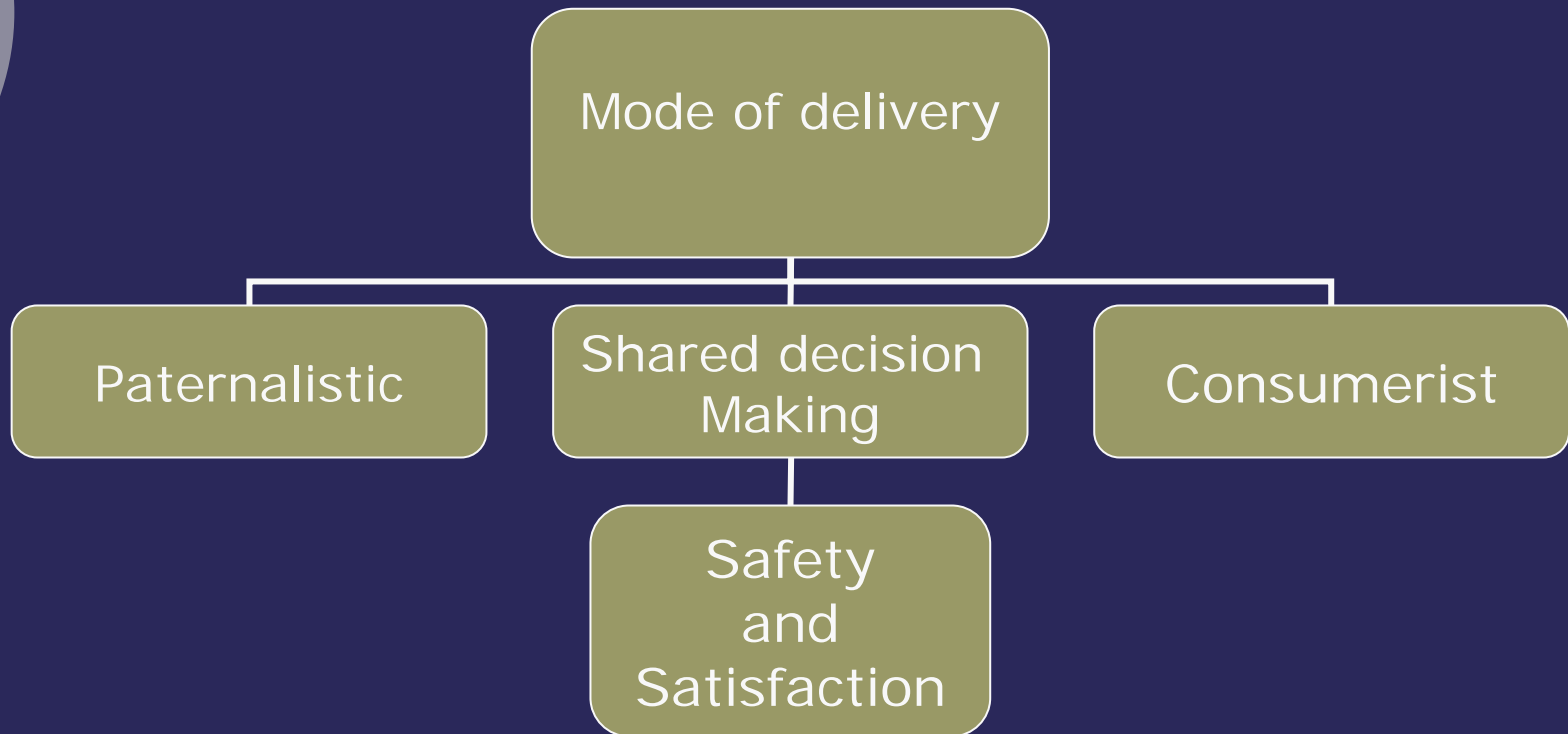 Mode of delivery
Paternalistic
Shared decision
Making
Consumerist
Safety
and
Satisfaction